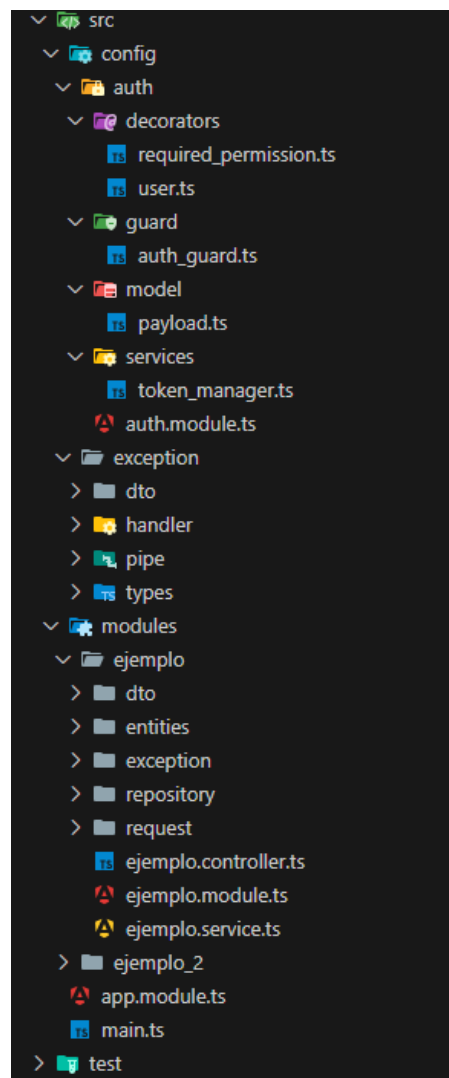 src
config
auth
decorators
required_permission.ts
user.ts
guard
auth_guard.ts
model
payload.ts
services
token_manager.ts
auth.module.ts
exception
dto
handler
pipe
types
modules
ejemplo
dto
entities
exception
repository
request
ejemplo.controller.ts
ejemplo.module.ts
ejemplo.service.ts
ejemplo_2
app.module.ts
main.ts
test